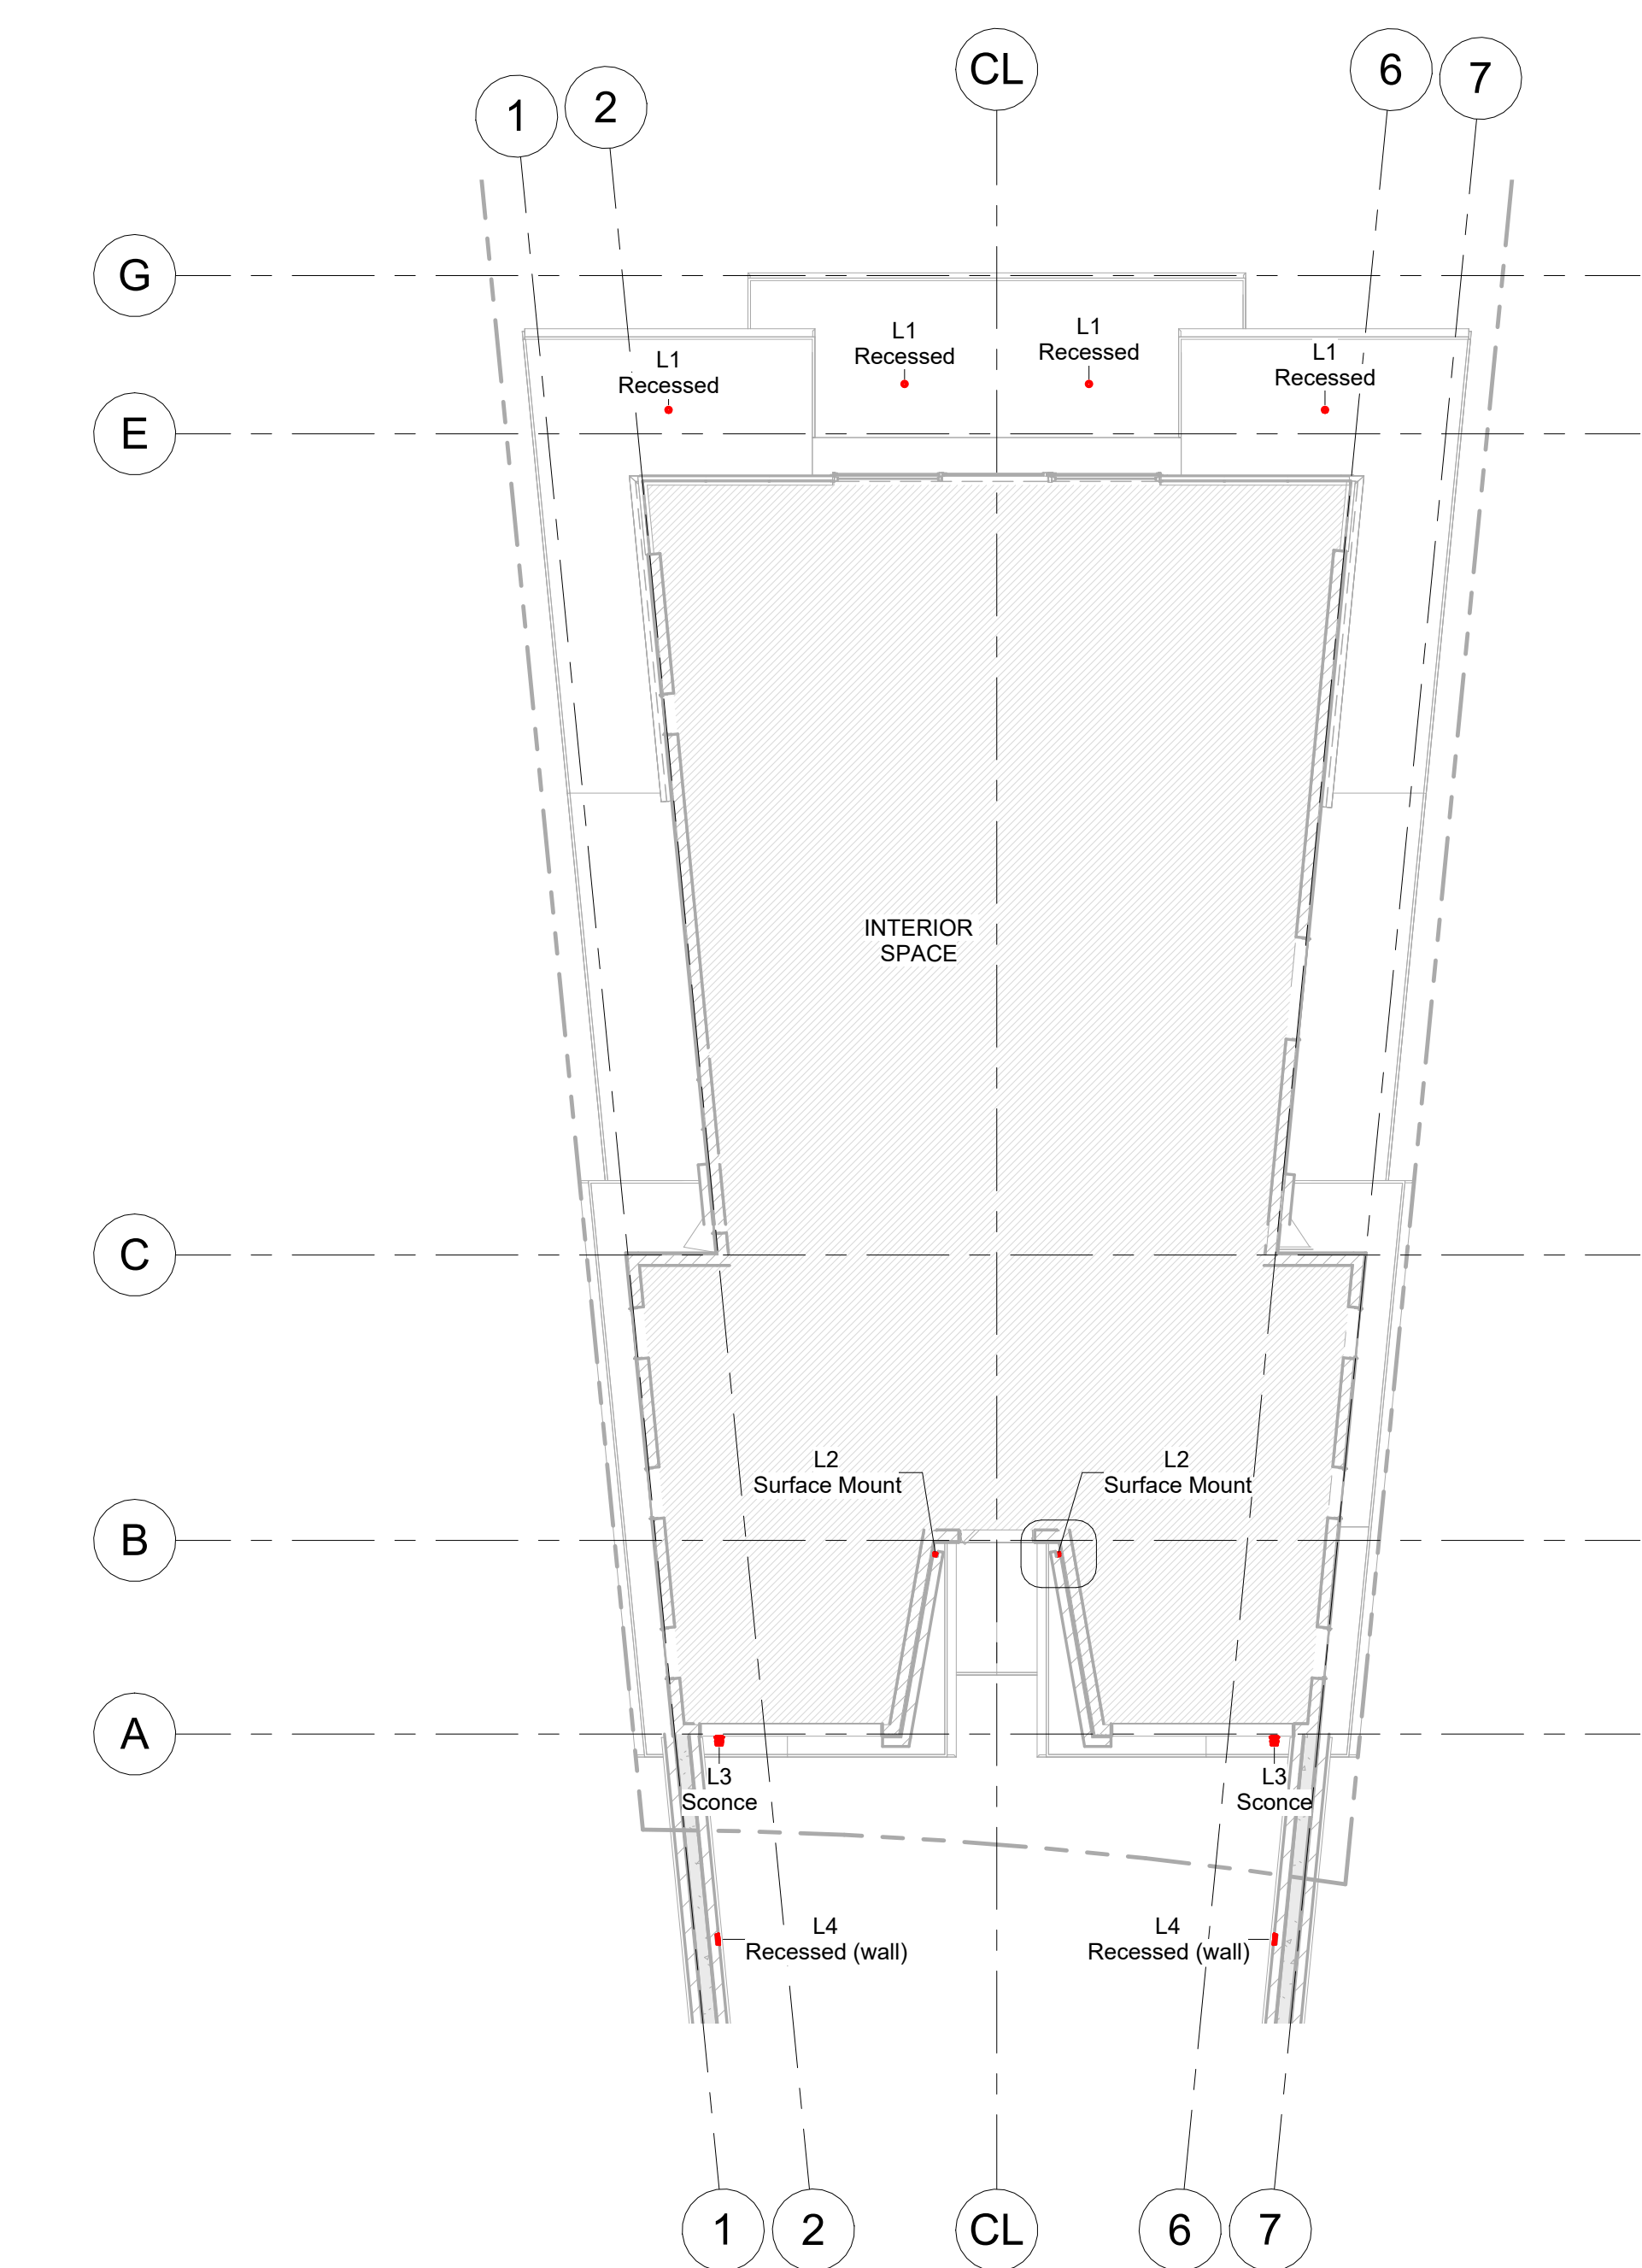 CL
6
7
1
2
G
L1
Recessed
L1
Recessed
L1
Recessed
L1
Recessed
E
INTERIOR
SPACE
C
L2
Surface Mount
L2
Surface Mount
B
A
L3
Sconce
L3
Sconce
L4
Recessed (wall)
L4
Recessed (wall)
1
2
CL
6
7